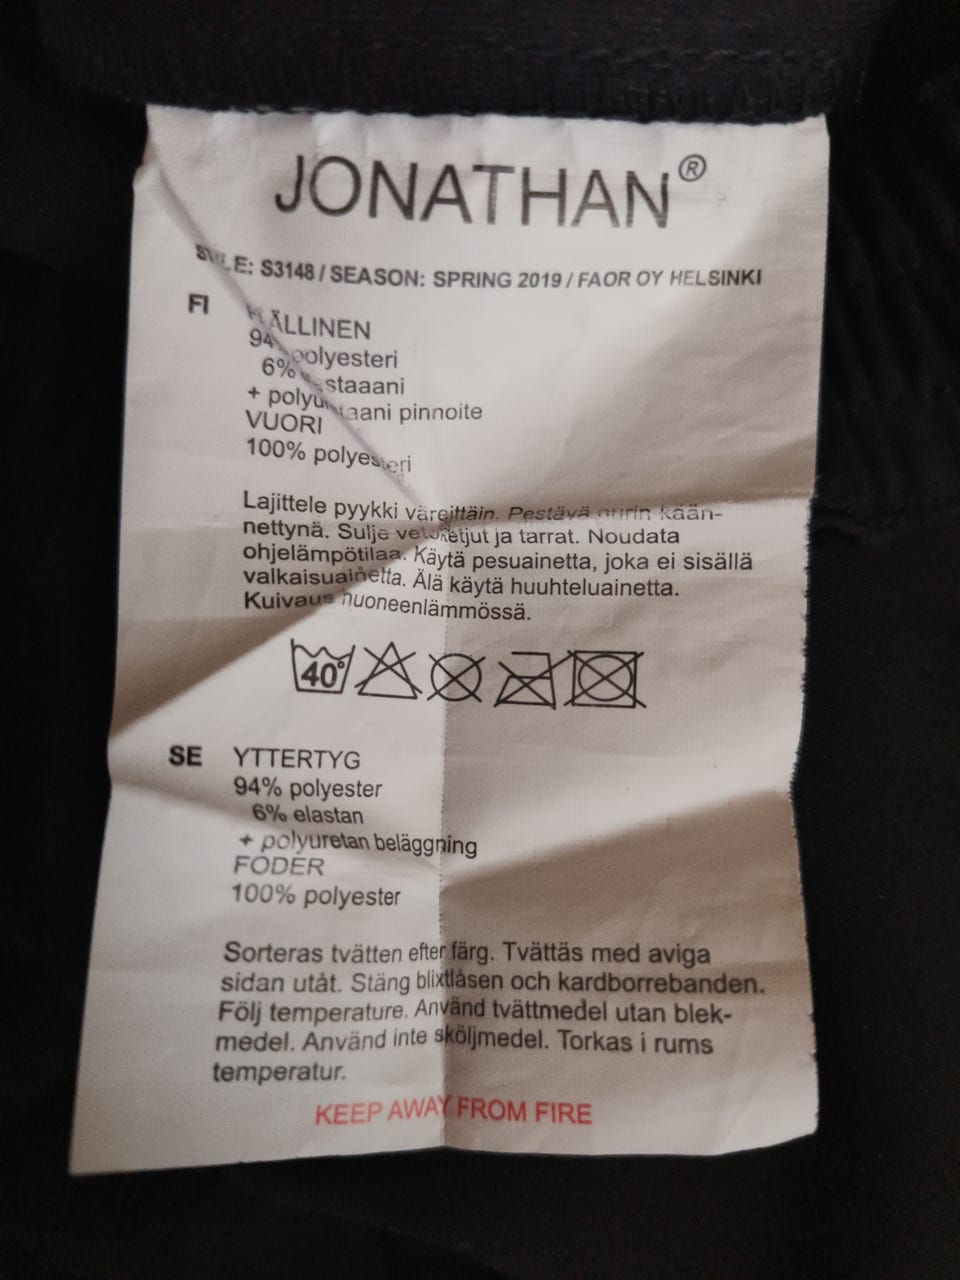 JONATHAN®
STYLE: S3148 / SEASON: SPRING 2019 / FAOR OY HELSINKI
FI
PÄÄLLINEN
94% polyesteri
6% elastaaani
+ polyuretaani pinnoite
VUORI
100% polyesteri
Lajittele pyykki väreittäin. Pestävä nurin kään-
nettynä. Sulje vetoketjut ja tarrat. Noudata
ohjelämpötilaa. Käytä pesuainetta, joka ei sisällä
valkaisuainetta. Älä käytä huuhteluainetta.
Kuivaus huoneenlämmössä.
40°
SE YTTERTYG
94% polyester
6% elastan
+ polyuretan beläggning
FODER
100% polyester
Sorteras tvätten efter färg. Tvättäs med aviga
sidan utåt. Stäng blixtlåsen och kardborrebanden.
Följ temperature. Använd tvättmedel utan blek-
medel. Använd inte sköljmedel. Torkas i rums
temperatur.
KEEP AWAY FROM FIRE